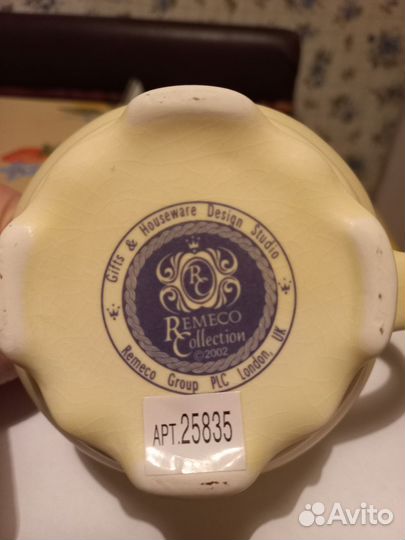 Gifts & Houseware Design Studio
RC
REMECO
Collection
©2002
Remeco Group PLC London, UK
АРТ.25835
Avito